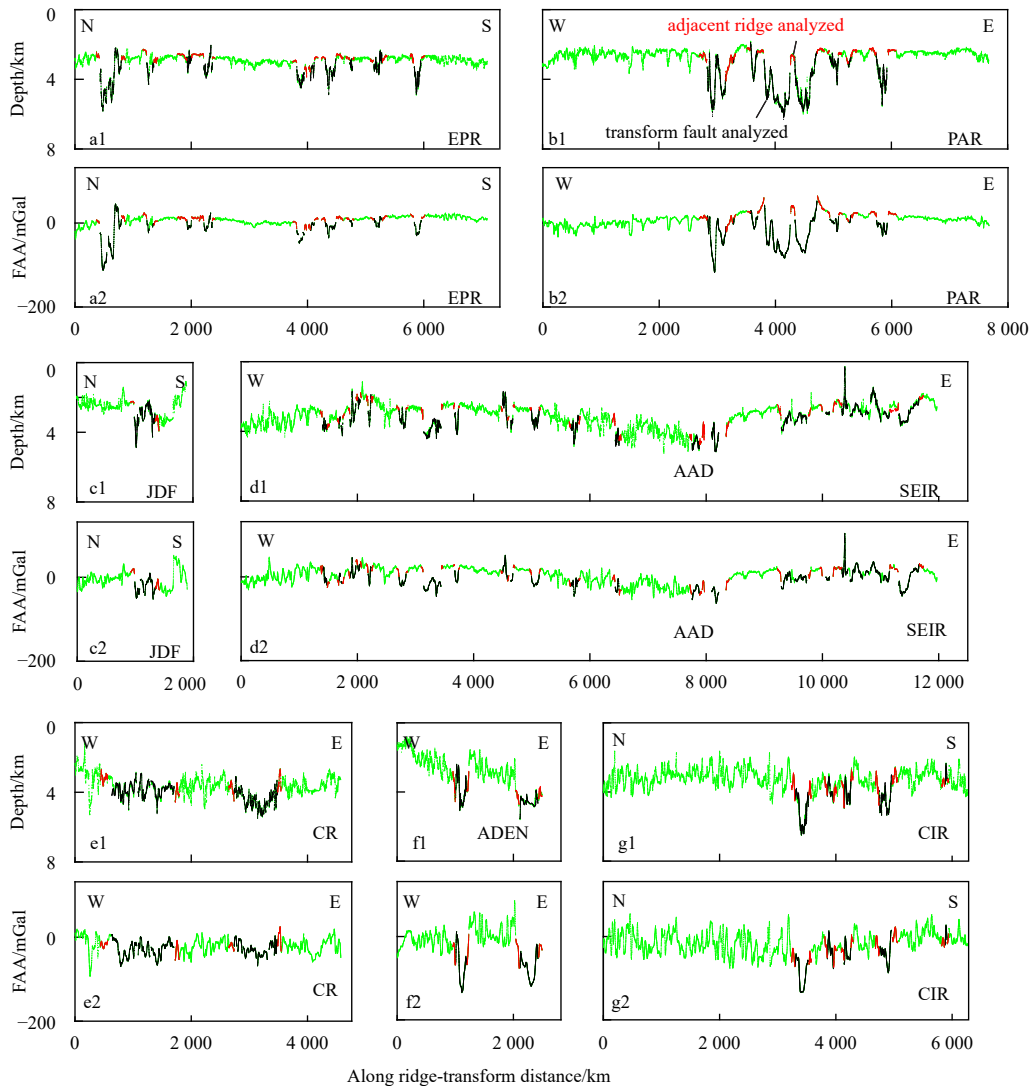 N S
0
4
8
Depth/km
a1 EPR
W E
adjacent ridge analyzed
transform fault analyzed
b1 PAR
N S
0
−200
FAA/mGal
a2 EPR
0 2 000 4 000 6 000
W E
b2 PAR
0 2 000 4 000 6 000 8 000
N S
0
4
8
Depth/km
c1 JDF
W E
AAD
d1 SEIR
N S
0
−200
FAA/mGal
c2 JDF
0 2 000
W E
AAD
d2 SEIR
0 2 000 4 000 6 000 8 000 10 000 12 000
W E
0
4
8
Depth/km
CR
e1
W E
ADEN
f1
N S
CIR
g1
W E
0
−200
FAA/mGal
CR
e2
0 2 000 4 000
W E
f2
0 2 000
N S
CIR
g2
0 2 000 4 000 6 000
Along ridge-transform distance/km